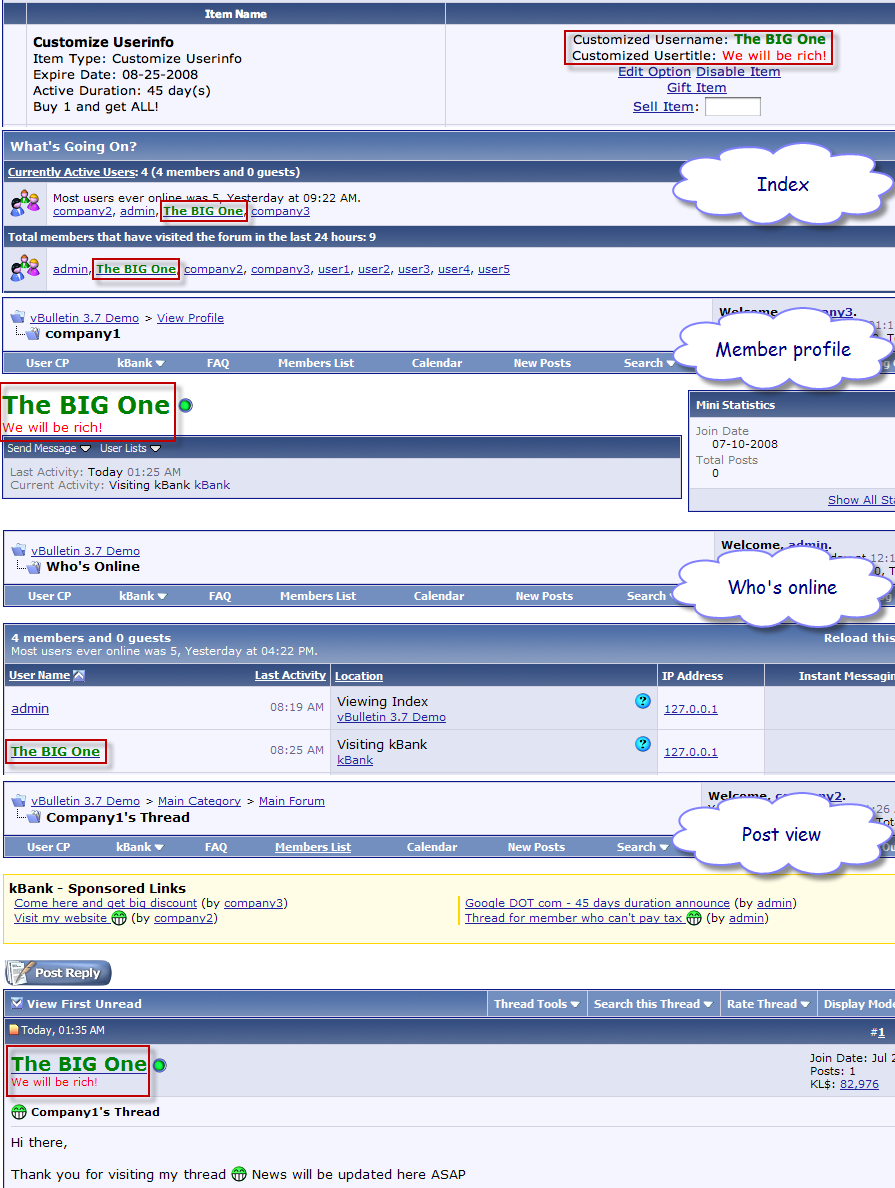 Item Name
Customize Userinfo
Item Type: Customize Userinfo
Expire Date: 08-25-2008
Active Duration: 45 day(s)
Buy 1 and get ALL!
Customized Username: The BIG One
Customized Usertitle: We will be rich!
Edit Option Disable Item
Gift Item
Sell Item:
What's Going On?
Currently Active Users: 4 (4 members and 0 guests)
Index
Most users ever online was 5, Yesterday at 09:22 AM.
company2, admin, The BIG One, company3
Total members that have visited the forum in the last 24 hours: 9
admin, The BIG One, company2, company3, user1, user2, user3, user4, user5
vBulletin 3.7 Demo > View Profile
company1
Member profile
User CP kBank FAQ Members List Calendar New Posts Search
The BIG One
We will be rich!
Send Message User Lists
Last Activity: Today 01:25 AM
Current Activity: Visiting kBank kBank
Mini Statistics
Join Date
07-10-2008
Total Posts
0
Show All
vBulletin 3.7 Demo
Who's Online
Welcome, admin.
Who's online
User CP kBank FAQ Members List Calendar New Posts Search
4 members and 0 guests
Most users ever online was 5, Yesterday at 04:22 PM.
Reload this
User Name Last Activity Location IP Address Instant
admin 08:19 AM Viewing Index 127.0.0.1
vBulletin 3.7 Demo
The BIG One 08:25 AM Visiting kBank 127.0.0.1
kBank
vBulletin 3.7 Demo > Main Category > Main Forum
Company1's Thread
Post view
User CP kBank FAQ Members List Calendar New Posts Search
kBank - Sponsored Links
Come here and get big discount (by company3)
Visit my website (by company2)
Google DOT com - 45 days duration announce (by admin)
Thread for member who can't pay tax (by admin)
Post Reply
View First Unread Thread Tools Search this Thread Rate Thread Display
Today, 01:35 AM #1
The BIG One
We will be rich!
Join Date: Jul
Posts: 1
KL$: 82,976
Company1's Thread
Hi there,
Thank you for visiting my thread News will be updated here ASAP